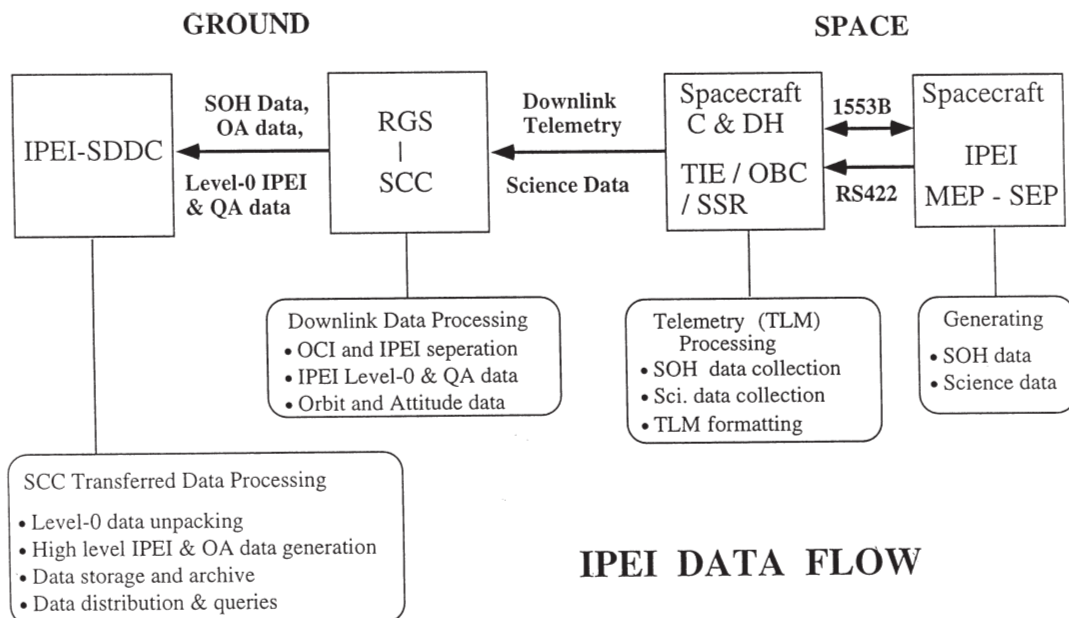 GROUND
SPACE
IPEI-SDDC
SOH Data,
OA data,
Level-0 IPEI
& QA data
RGS
SCC
Downlink
Telemetry
Science Data
Spacecraft
C & DH
TIE / OBC
/ SSR
1553B
RS422
Spacecraft
IPEI
MEP - SEP
Downlink Data Processing
• OCI and IPEI seperation
• IPEI Level-0 & QA data
• Orbit and Attitude data
Telemetry (TLM)
Processing
• SOH data collection
• Sci. data collection
• TLM formatting
Generating
• SOH data
• Science data
SCC Transferred Data Processing
• Level-0 data unpacking
• High level IPEI & OA data generation
• Data storage and archive
• Data distribution & queries
IPEI DATA FLOW